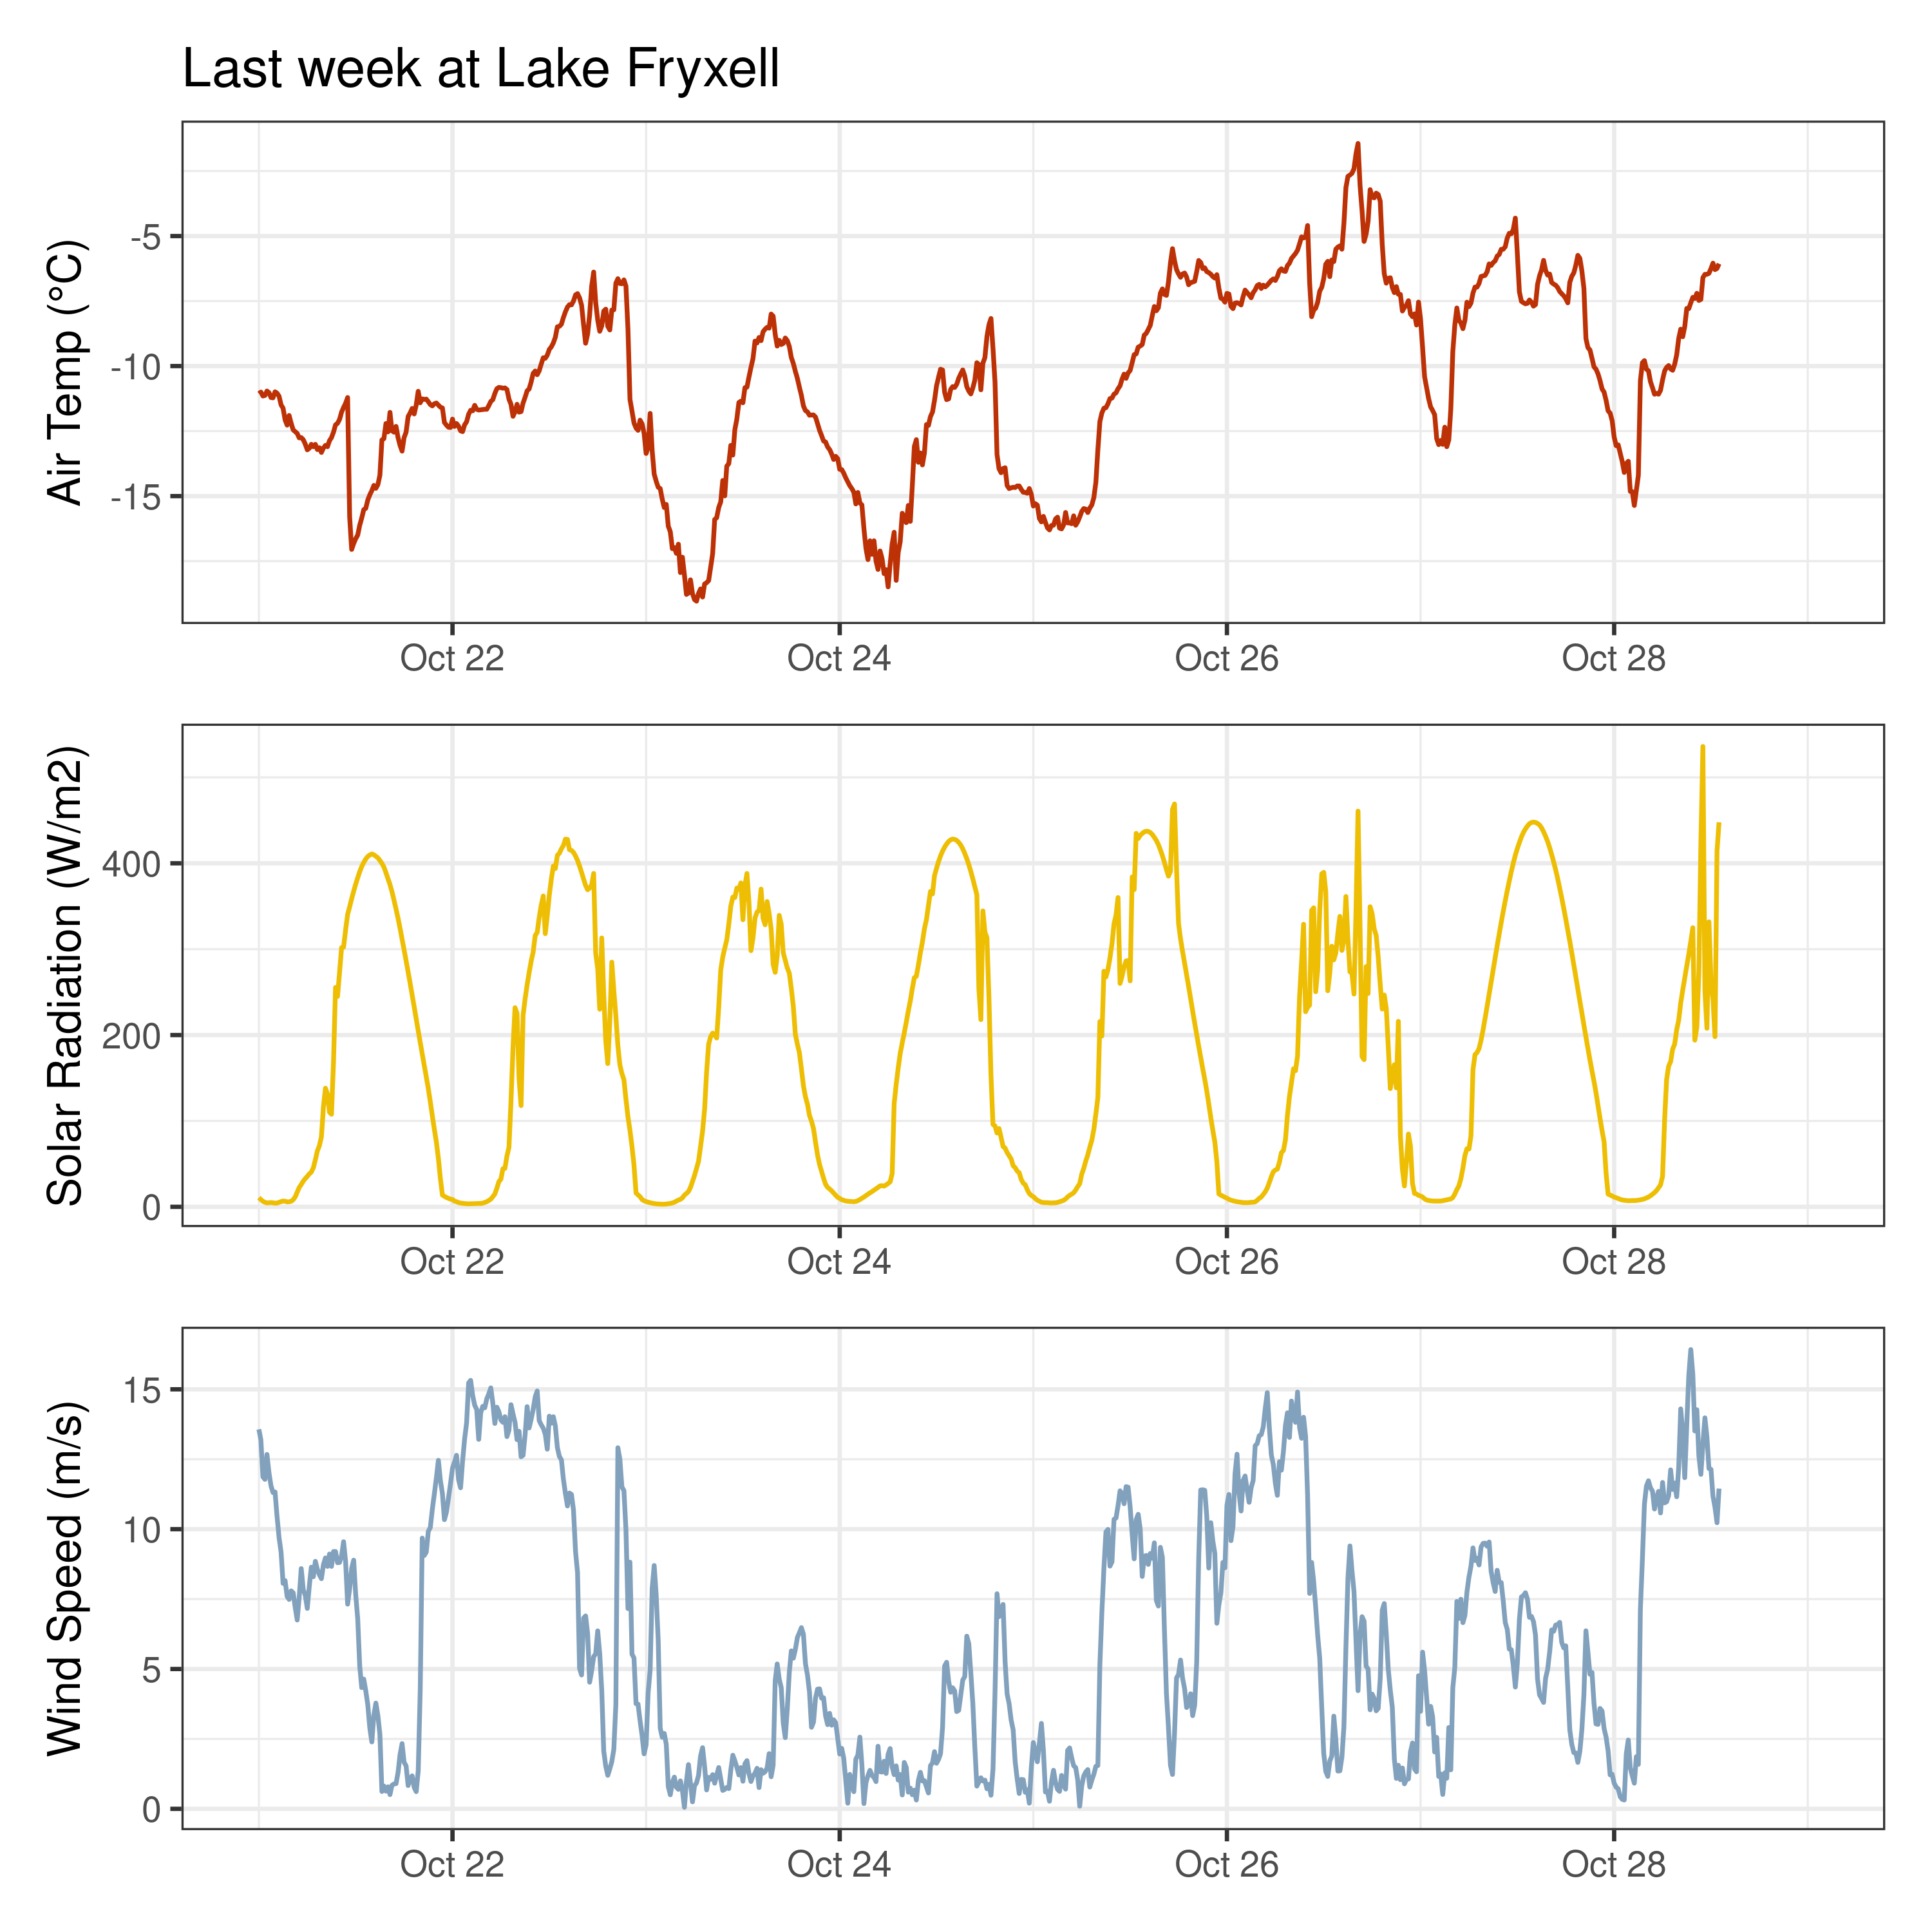 Last week at Lake Fryxell
Air Temp (°C)
-5
-10
-15
Oct 22 Oct 24 Oct 26 Oct 28
Solar Radiation (W/m2)
400
200
0
Oct 22 Oct 24 Oct 26 Oct 28
Wind Speed (m/s)
15
10
5
0
Oct 22 Oct 24 Oct 26 Oct 28